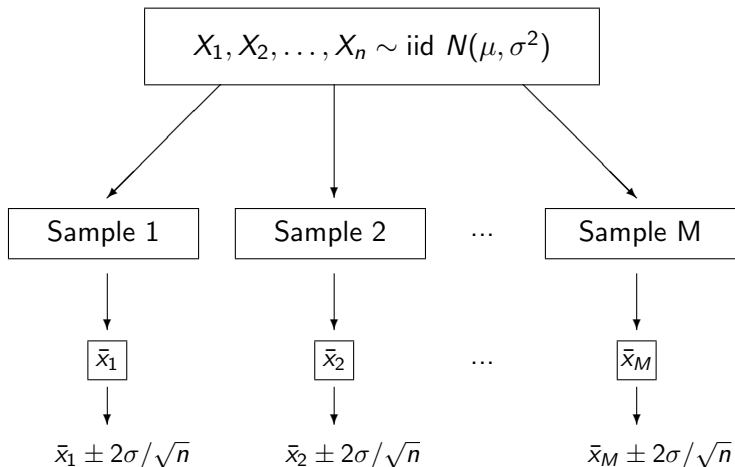 X₁, X₂, . . . , Xₙ ∼ iid N(μ, σ²)
Sample 1 Sample 2 ... Sample M
x̄₁ x̄₂ ... x̄_M
x̄₁ ± 2σ/√n x̄₂ ± 2σ/√n x̄_M ± 2σ/√n